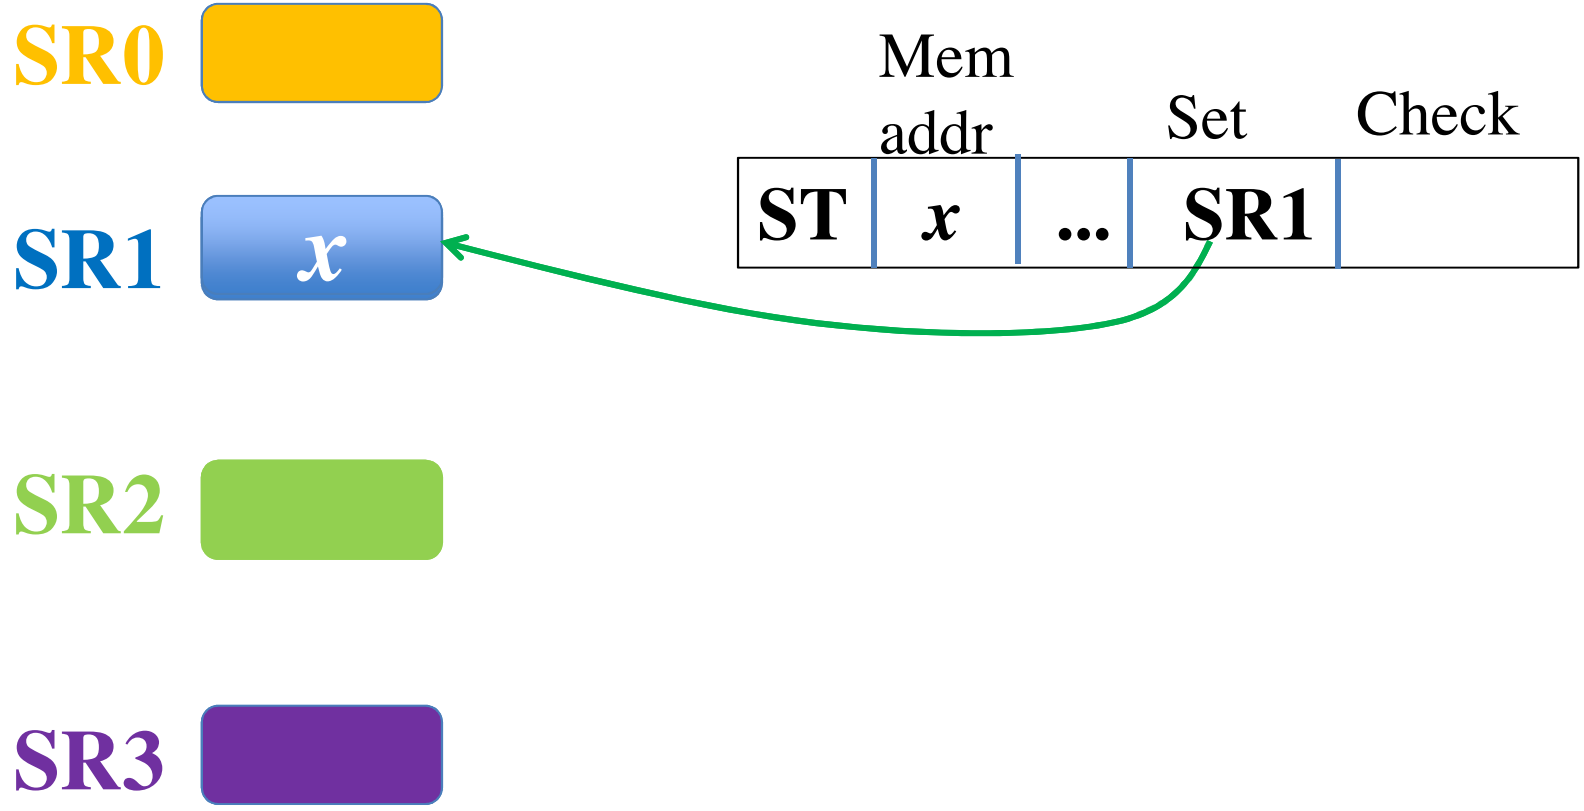 SR0
Mem
addr
Set
Check
ST x ... SR1
SR1
x
SR2
SR3